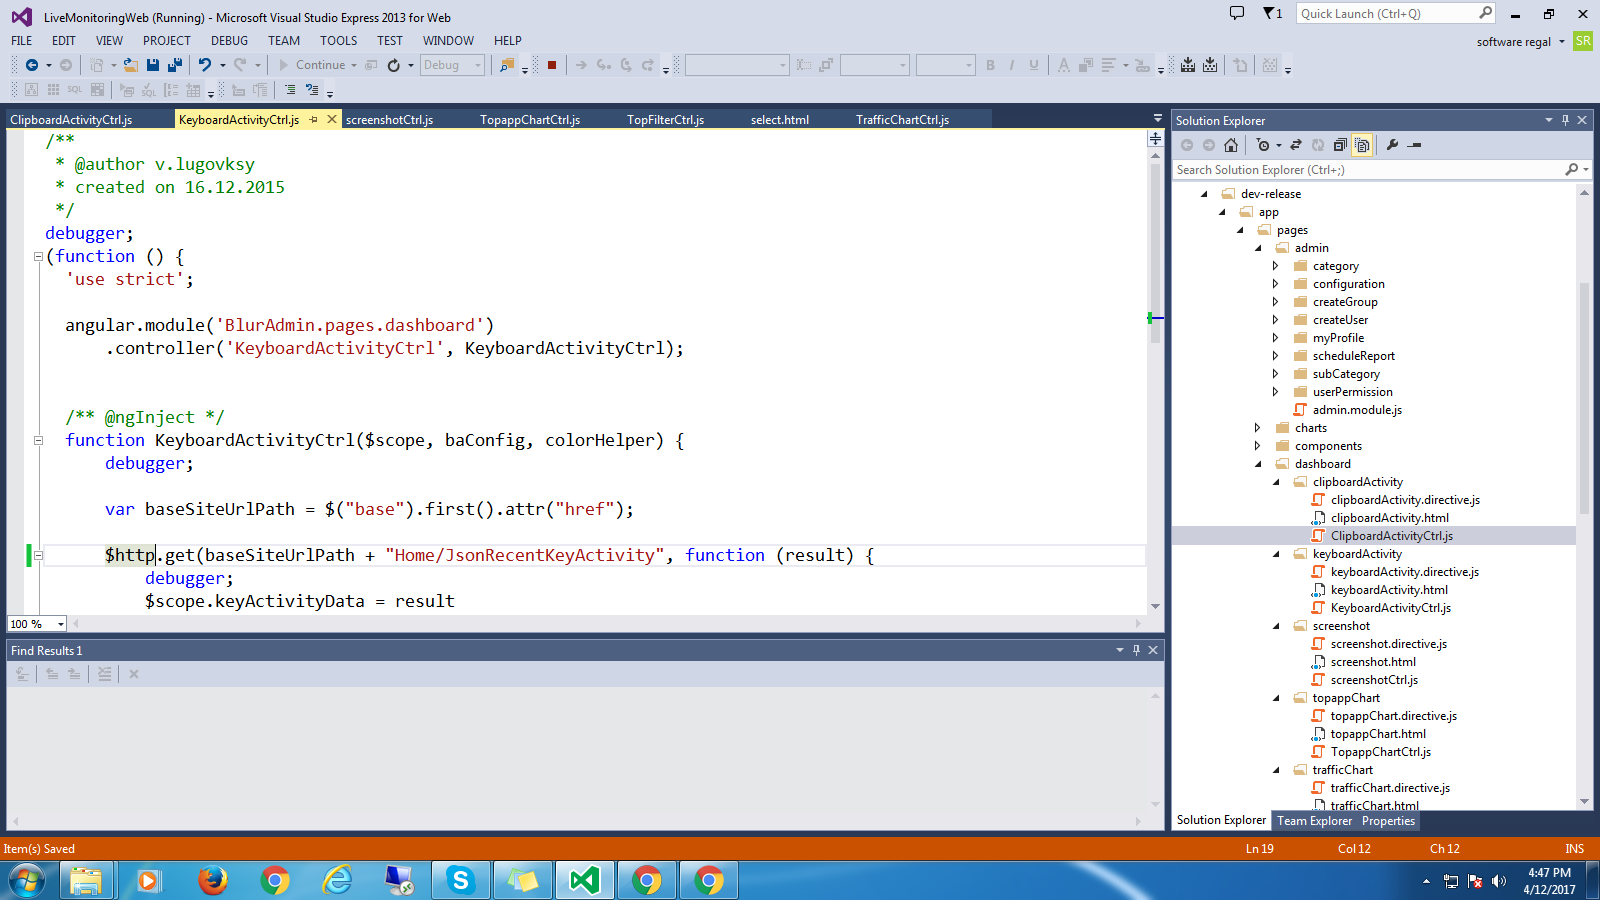 LiveMonitoringWeb (Running) - Microsoft Visual Studio Express 2013 for Web
1
Quick Launch (Ctrl+Q)
FILE EDIT VIEW PROJECT DEBUG TEAM TOOLS TEST WINDOW HELP
software regal
SR
Continue
Debug
B I U A
SQL
ClipboardActivityCtrl.js KeyboardActivityCtrl.js screenshotCtrl.js TopappChartCtrl.js TopFilterCtrl.js select.html TrafficChartCtrl.js
/**
* @author v.lugovksy
* created on 16.12.2015
*/
debugger;
(function () {
'use strict';
angular.module('BlurAdmin.pages.dashboard')
.controller('KeyboardActivityCtrl', KeyboardActivityCtrl);
/** @ngInject */
function KeyboardActivityCtrl($scope, baConfig, colorHelper) {
debugger;
var baseSiteUrlPath = $("base").first().attr("href");
$http.get(baseSiteUrlPath + "Home/JsonRecentKeyActivity", function (result) {
debugger;
$scope.keyActivityData = result
100 %
Find Results 1
Solution Explorer
Search Solution Explorer (Ctrl+;)
dev-release
app
pages
admin
category
configuration
createGroup
createUser
myProfile
scheduleReport
subCategory
userPermission
admin.module.js
charts
components
dashboard
clipboardActivity
clipboardActivity.directive.js
clipboardActivity.html
ClipboardActivityCtrl.js
keyboardActivity
keyboardActivity.directive.js
keyboardActivity.html
KeyboardActivityCtrl.js
screenshot
screenshot.directive.js
screenshot.html
screenshotCtrl.js
topappChart
topappChart.directive.js
topappChart.html
TopappChartCtrl.js
trafficChart
trafficChart.directive.js
trafficChart.html
Solution Explorer Team Explorer Properties
Item(s) Saved
Ln 19 Col 12 Ch 12 INS
4:47 PM
4/12/2017